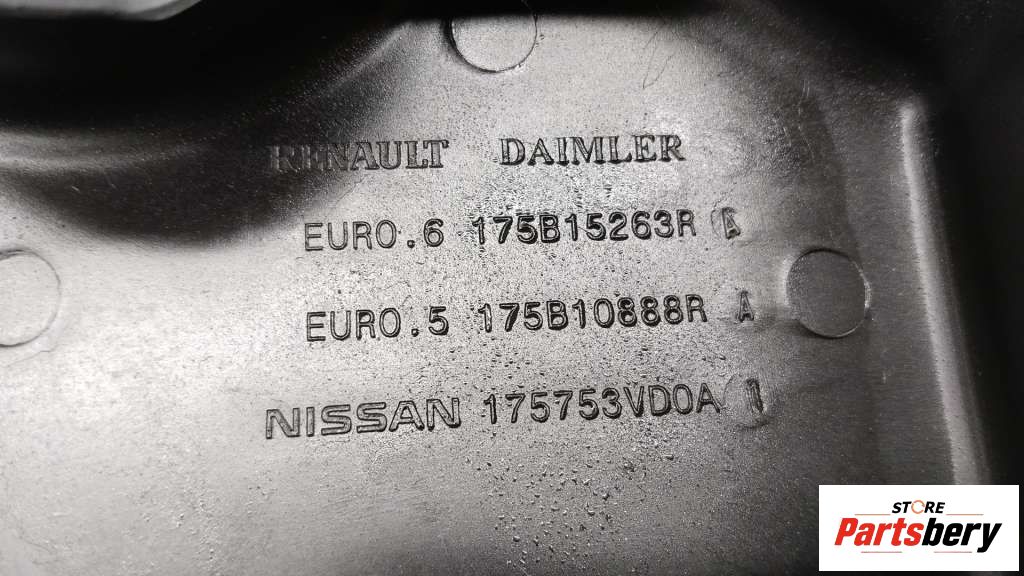 RENAULT DAIMLER
EURO.6 175B15263R A
EURO.5 175B10888R A
NISSAN 175753VD0A
STORE
Partsbery